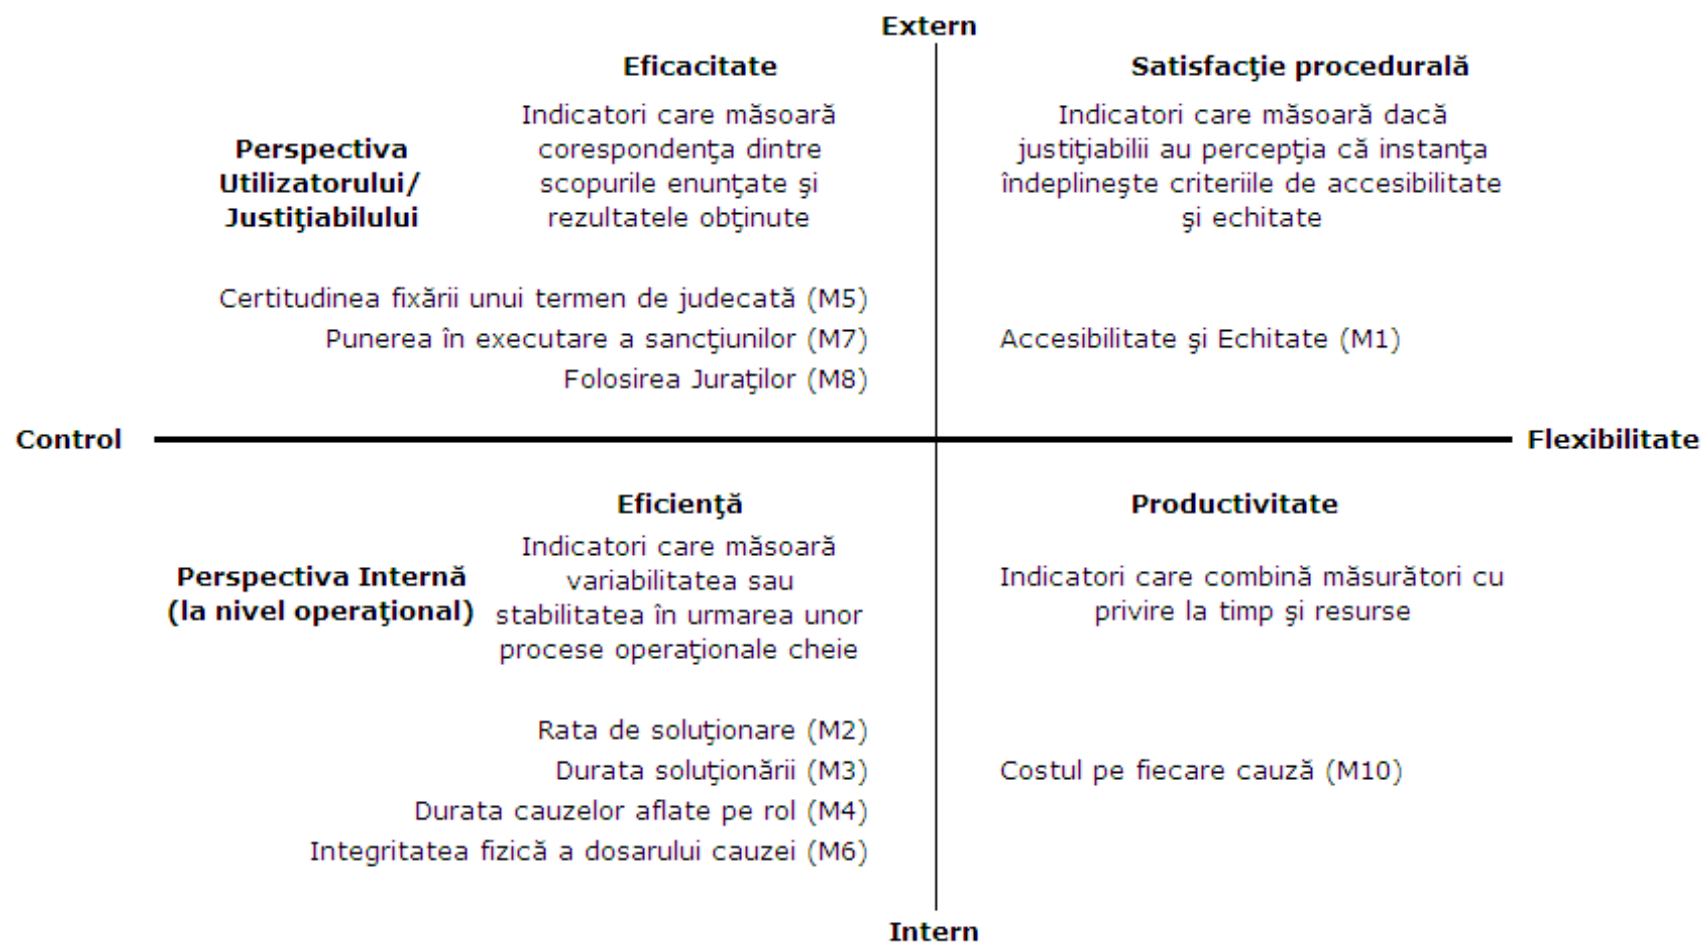 Extern
Eficacitate
Satisfacţie procedurală
Indicatori care măsoară
corespondenţa dintre
scopurile enunţate şi
rezultatele obţinute
Indicatori care măsoară dacă
justiţiabilii au percepţia că instanţa
îndeplineşte criteriile de accesibilitate
şi echitate
Perspectiva
Utilizatorului/
Justiţiabilului
Certitudinea fixării unui termen de judecată (M5)
Punerea în executare a sancţiunilor (M7)
Folosirea Juraţilor (M8)
Accesibilitate şi Echitate (M1)
Control
Flexibilitate
Eficienţă
Productivitate
Indicatori care măsoară
variabilitatea sau
stabilitatea în urmarea unor
procese operaţionale cheie
Perspectiva Internă
(la nivel operaţional)
Indicatori care combină măsurători cu
privire la timp şi resurse
Rata de soluţionare (M2)
Durata soluţionării (M3)
Durata cauzelor aflate pe rol (M4)
Integritatea fizică a dosarului cauzei (M6)
Costul pe fiecare cauză (M10)
Intern